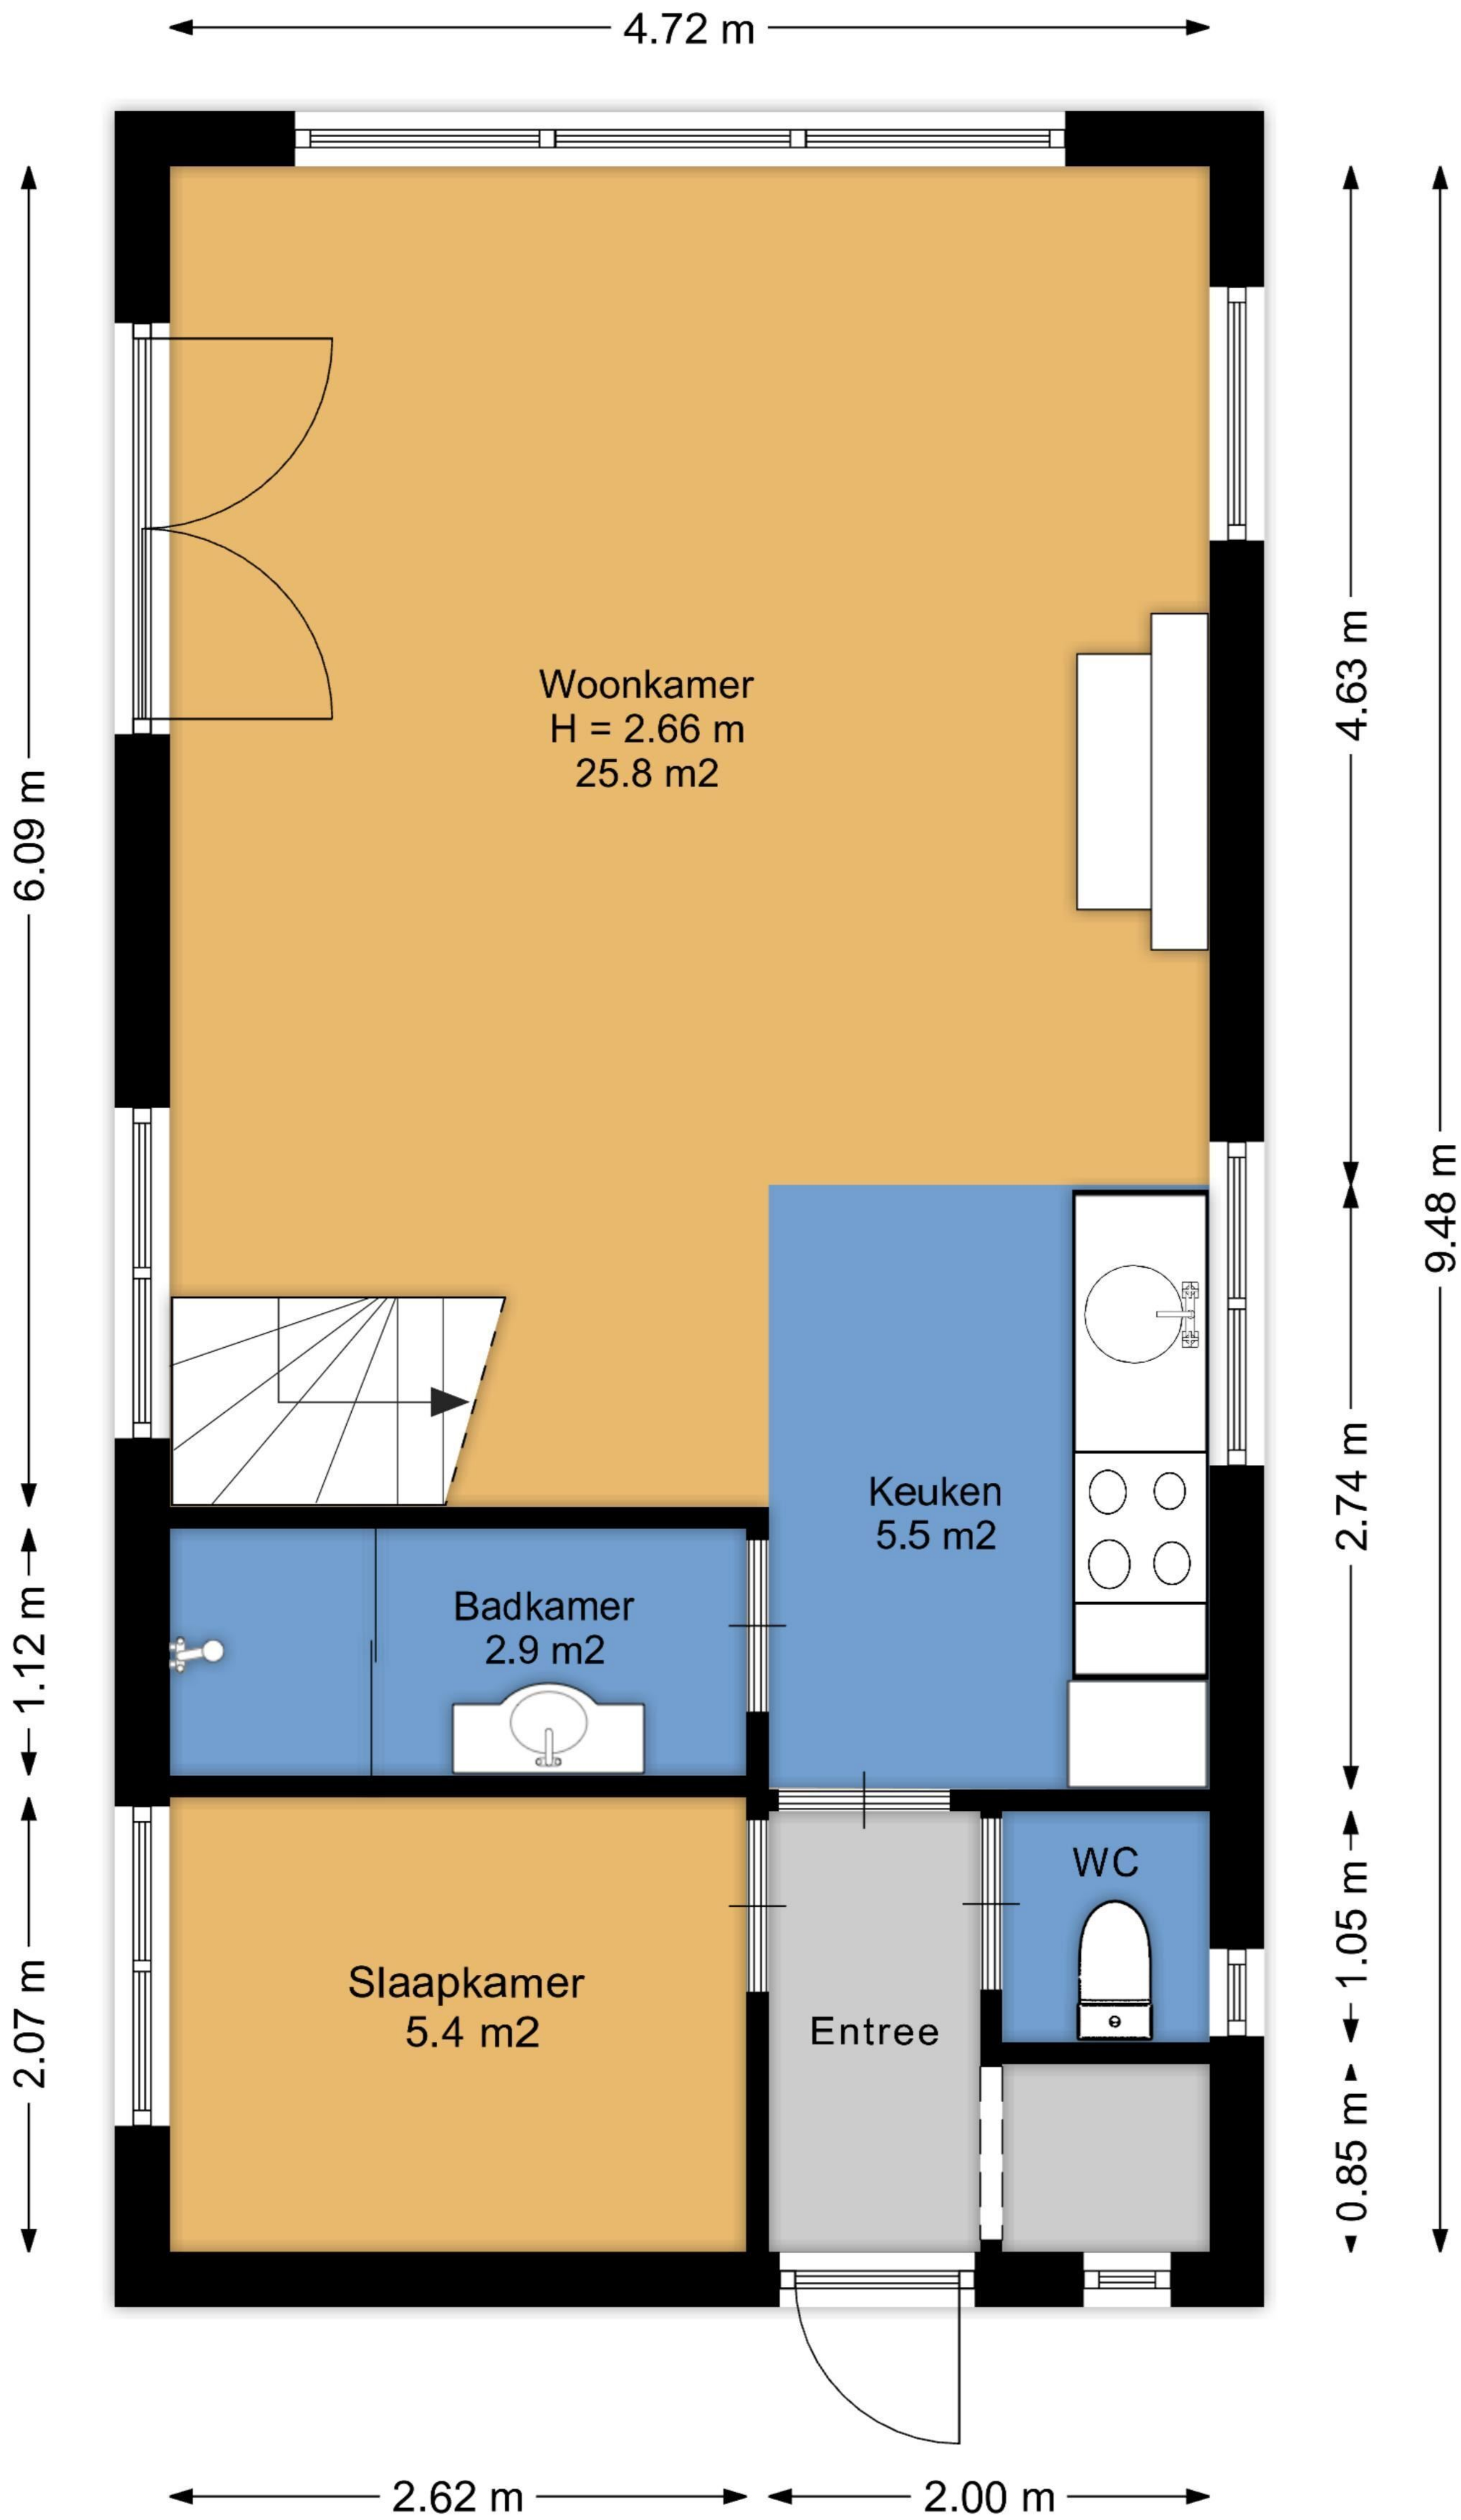 4.72 m
Woonkamer
H = 2.66 m
25.8 m2
6.09 m
4.63 m
9.48 m
Keuken
5.5 m2
2.74 m
Badkamer
2.9 m2
1.12 m
WC
1.05 m
Slaapkamer
5.4 m2
2.07 m
Entree
0.85 m
2.62 m
2.00 m